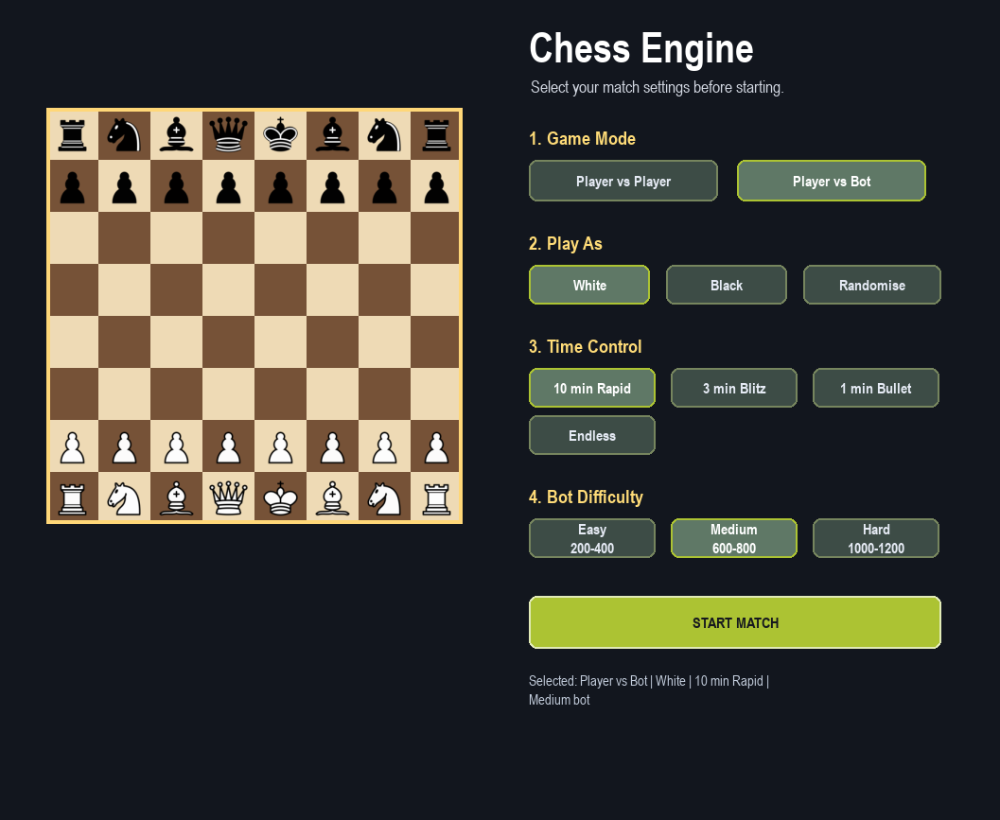 Chess Engine
Select your match settings before starting.
1. Game Mode
Player vs Player
Player vs Bot
2. Play As
White
Black
Randomise
3. Time Control
10 min Rapid
3 min Blitz
1 min Bullet
Endless
4. Bot Difficulty
Easy
200-400
Medium
600-800
Hard
1000-1200
START MATCH
Selected: Player vs Bot | White | 10 min Rapid |
Medium bot